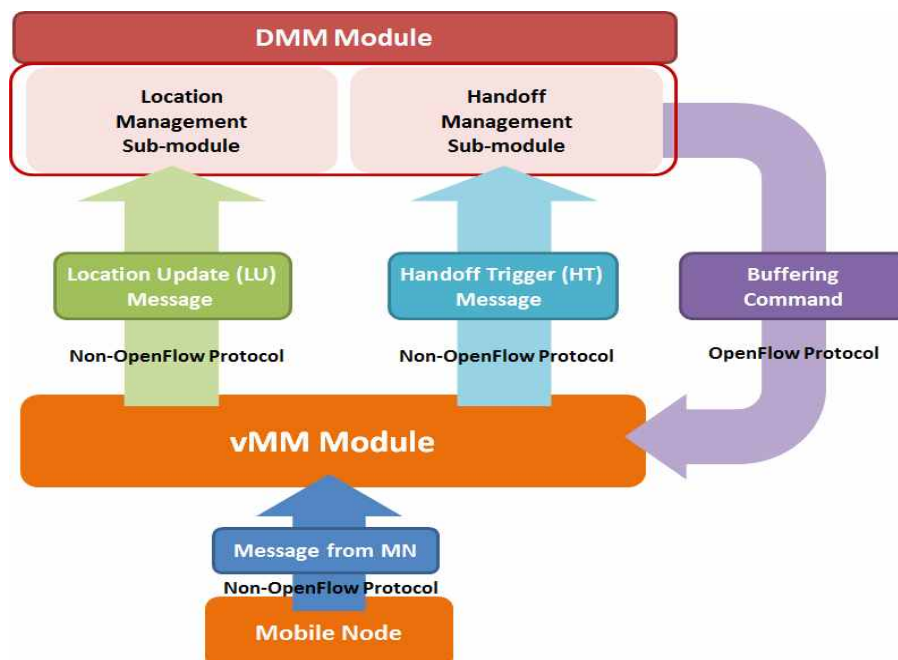 DMM Module
Location
Management
Sub-module
Handoff
Management
Sub-module
Location Update (LU)
Message
Handoff Trigger (HT)
Message
Buffering
Command
Non-OpenFlow Protocol
Non-OpenFlow Protocol
OpenFlow Protocol
vMM Module
Message from MN
Non-OpenFlow Protocol
Mobile Node